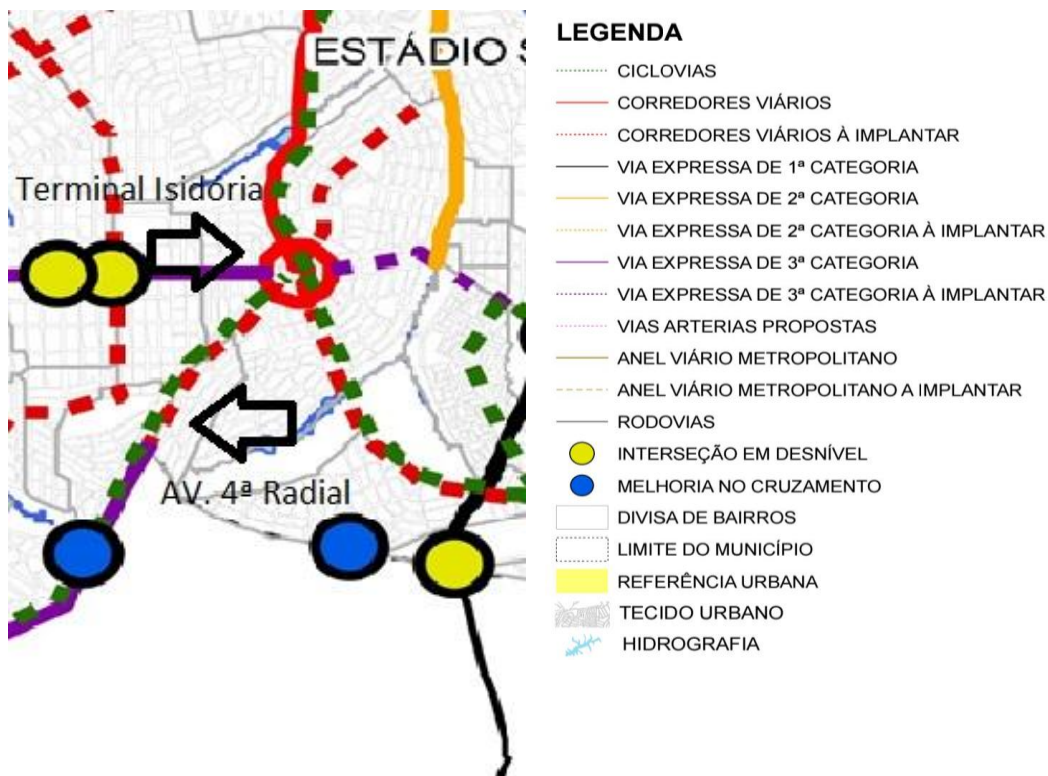 ESTÁDIO S
Terminal Isidória
AV. 4ª Radial
LEGENDA
CICLOVIAS
CORREDORES VIÁRIOS
CORREDORES VIÁRIOS À IMPLANTAR
VIA EXPRESSA DE 1ª CATEGORIA
VIA EXPRESSA DE 2ª CATEGORIA
VIA EXPRESSA DE 2ª CATEGORIA À IMPLANTAR
VIA EXPRESSA DE 3ª CATEGORIA
VIA EXPRESSA DE 3ª CATEGORIA À IMPLANTAR
VIAS ARTERIAS PROPOSTAS
ANEL VIÁRIO METROPOLITANO
ANEL VIÁRIO METROPOLITANO A IMPLANTAR
RODOVIAS
INTERSEÇÃO EM DESNÍVEL
MELHORIA NO CRUZAMENTO
DIVISA DE BAIRROS
LIMITE DO MUNICÍPIO
REFERÊNCIA URBANA
TECIDO URBANO
HIDROGRAFIA